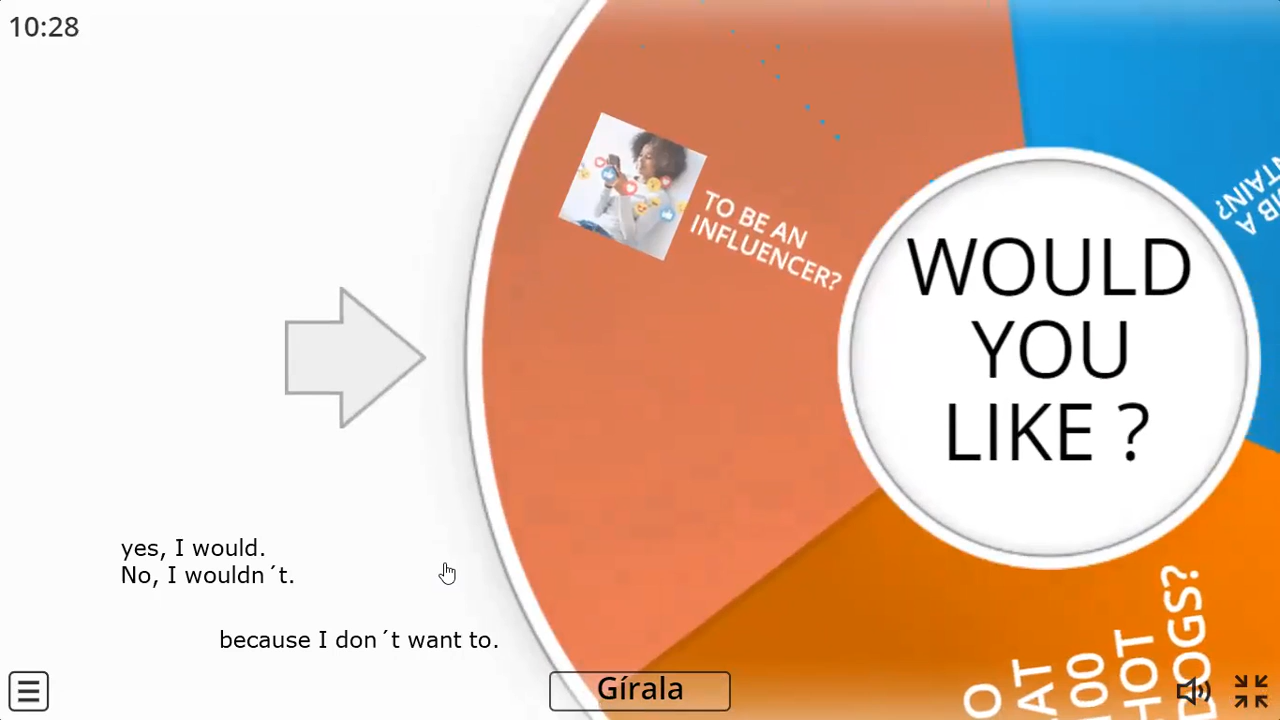 10:28
TO BE AN
INFLUENCER?
WOULD
YOU
LIKE ?
A
TAIN?
yes, I would.
No, I wouldn´t.
because I don´t want to.
HOT
DOGS?
Gírala